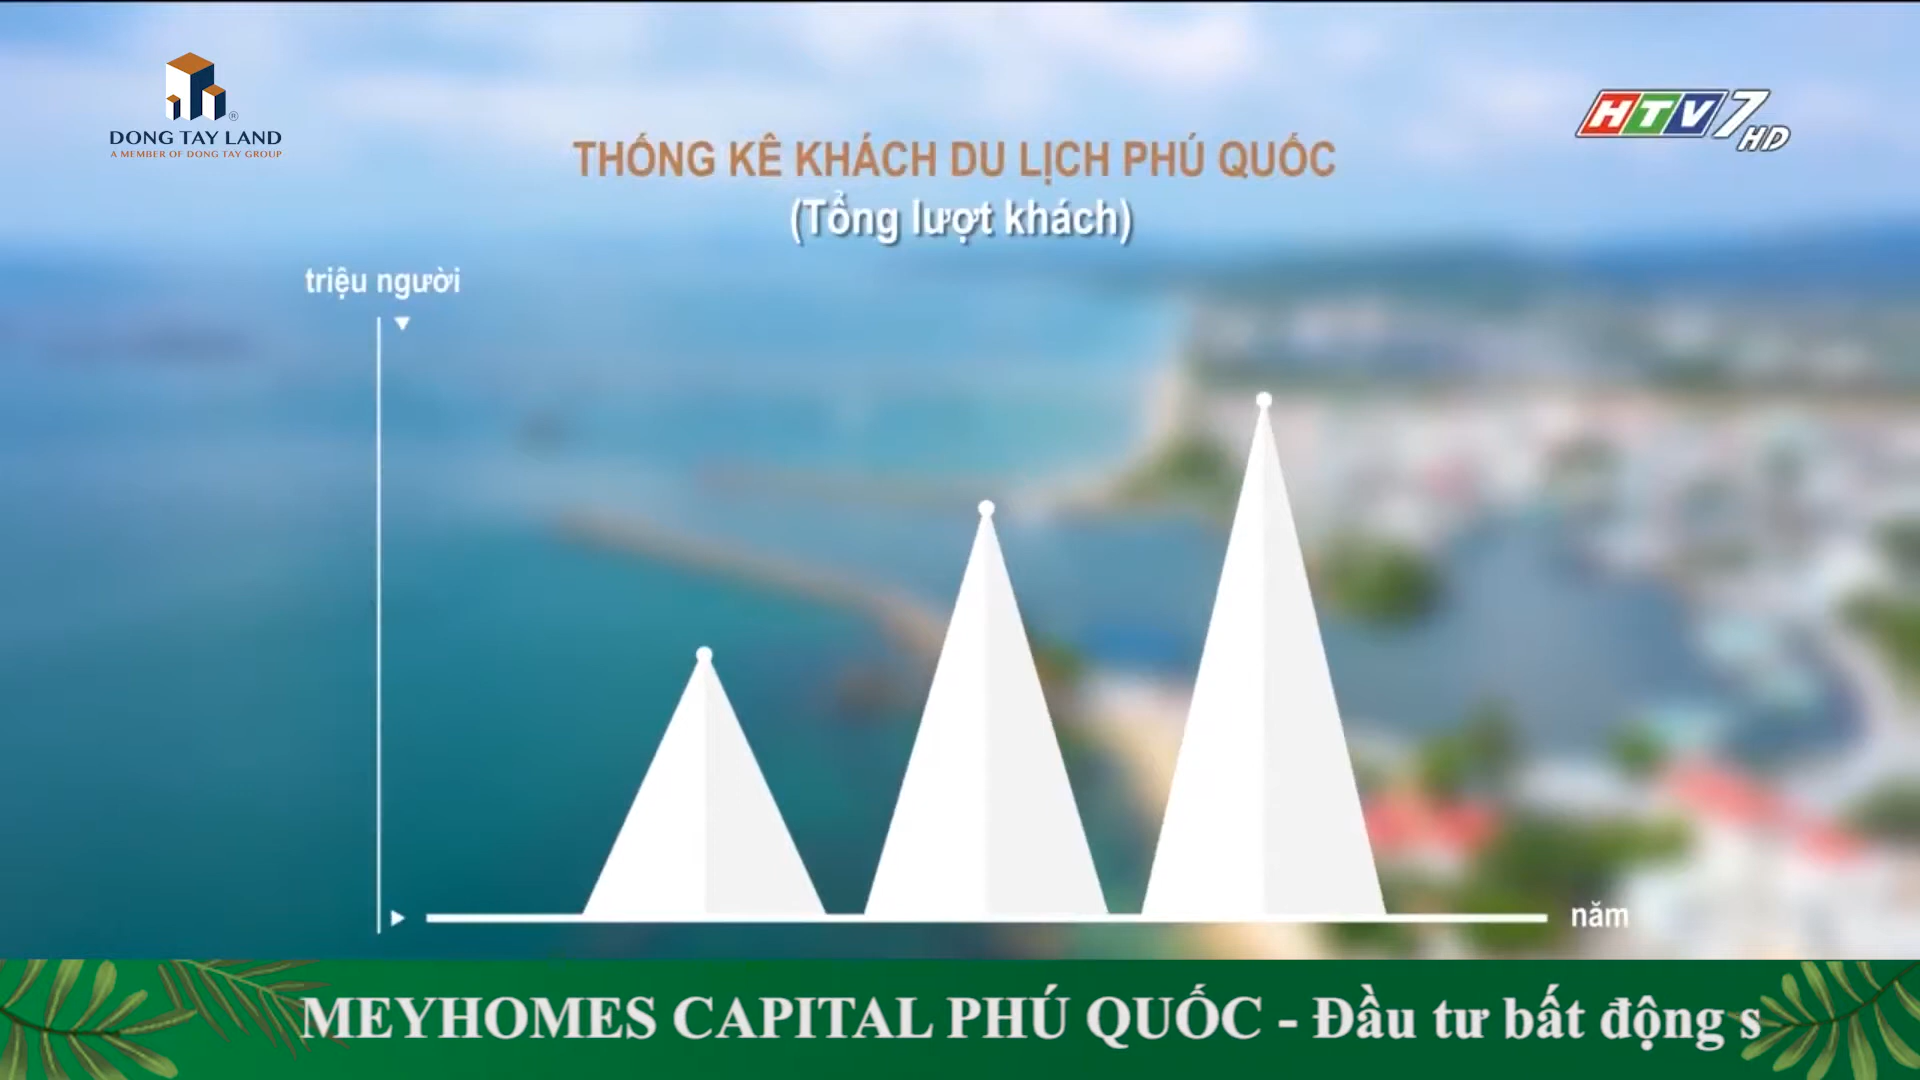 DONG TAY LAND
A MEMBER OF DONG TAY GROUP
HTV7
HD
THỐNG KÊ KHÁCH DU LỊCH PHÚ QUỐC
(Tổng lượt khách)
triệu người
năm
MEYHOMES CAPITAL PHÚ QUỐC - Đầu tư bất động s